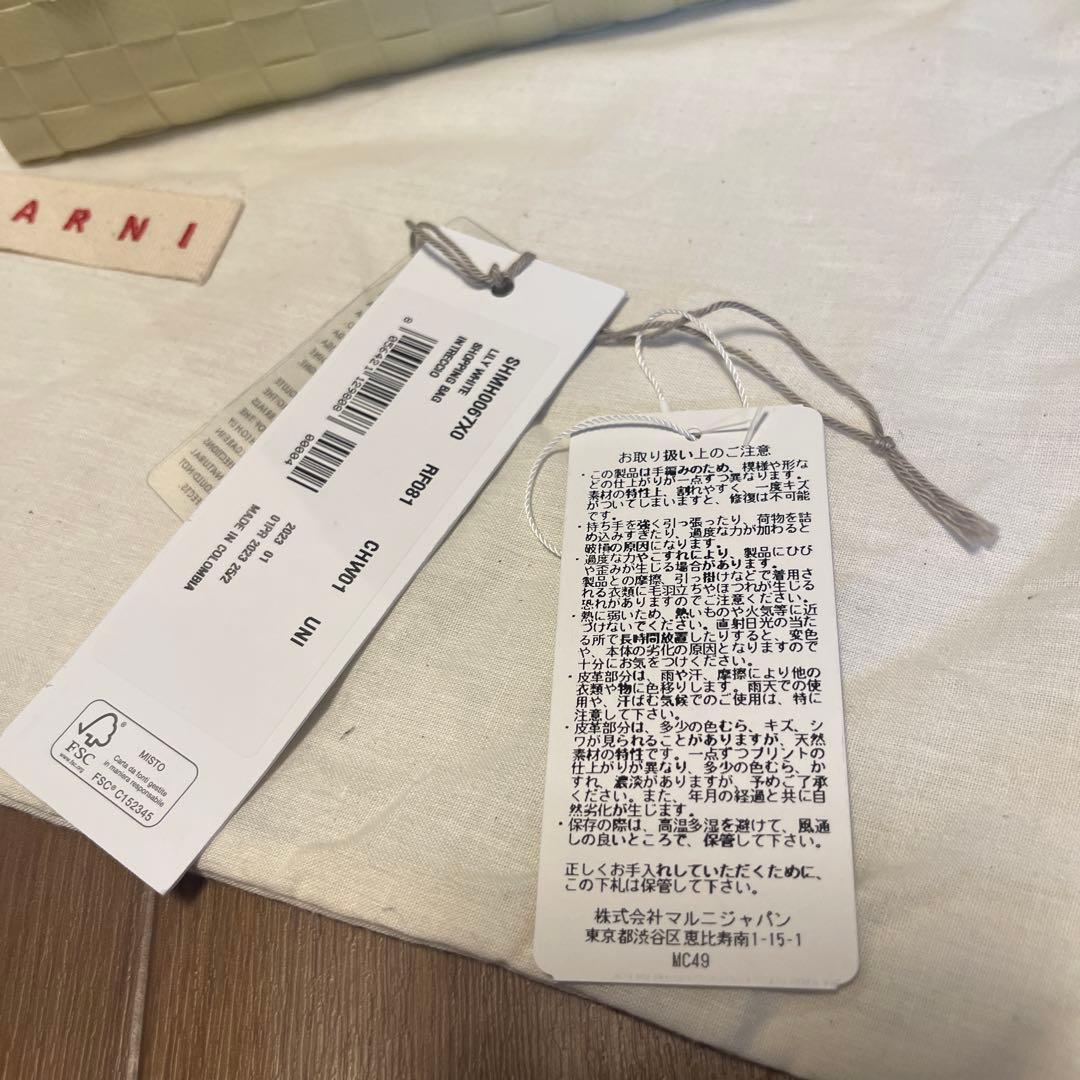 ARNI
SHMH0067X0 RF081 CHW01 UNI
LILY WHITE
SHOPPING BAG
INTRECCIO
8 056421 129808 00004
2023 01
01PR 2023 25/2
MADE IN COLOMBIA
FSC
www.fsc.org
MISTO
Carta da fonti gestite
in maniera responsabile
FSC® C152345
お取り扱い上のご注意
・この製品は手編みのため、模様や形な
どの仕上がりが一点ずつ異なります。
素材の特性上、割れやすく、一度キズ
がついてしまいますと、修復は不可能
です。
・持ち手を強く引っ張ったり、荷物を詰
め込みすぎたり、過度な力が加わると
破損の原因になります。
・過度な力やこすれにより、製品にひび
や歪みが生じる場合があります。
製品との摩擦、引っ掛けなどで着用さ
れる衣類に毛羽立ちやほつれが生じる
恐れがありますのでご注意ください。
・熱に弱いため、熱いものや火気等に近
づけないでください。直射日光の当た
る所で長時間放置したりすると、変色
や、本体の劣化の原因となりますので
十分にお気をつけください。
・皮革部分は、雨や汗、摩擦により他の
衣類や物に色移りします。雨天での使
用や、汗ばむ気候でのご使用は、特に
注意して下さい。
・皮革部分は、多少の色むら、キズ、シ
ワが見られることがありますが、天然
素材の特性です。一点ずつプリントの
仕上がりが異なり、多少の色むら、か
すれ、濃淡がありますが、予めご了承
ください。また、年月の経過と共に自
然劣化が生じます。
・保存の際は、高温多湿を避けて、風通
しの良いところで、保管して下さい。
正しくお手入れしていただくために、
この下札は保管して下さい。
株式会社マルニジャパン
東京都渋谷区恵比寿南1-15-1
MC49